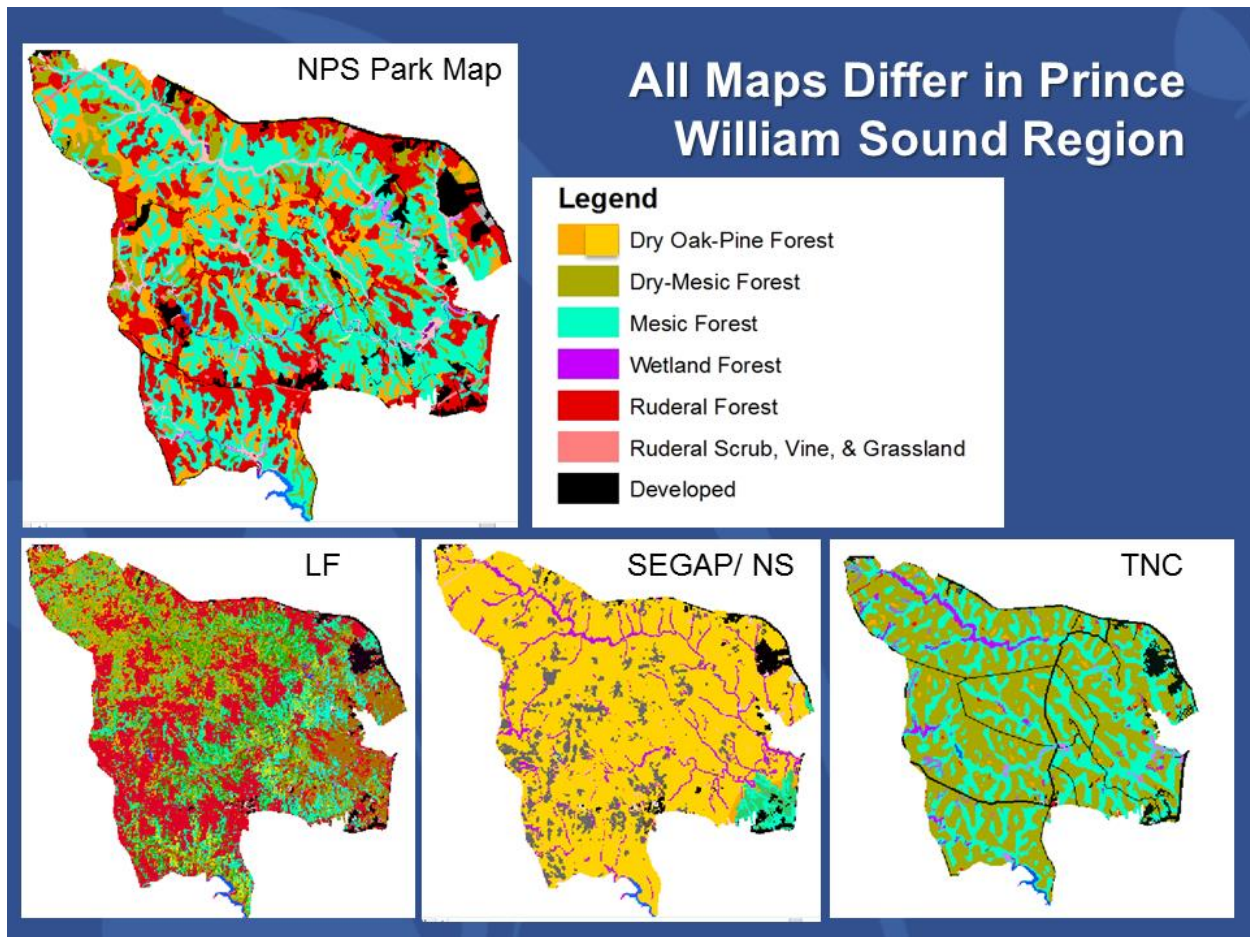 NPS Park Map
All Maps Differ in Prince
William Sound Region
Legend
Dry Oak-Pine Forest
Dry-Mesic Forest
Mesic Forest
Wetland Forest
Ruderal Forest
Ruderal Scrub, Vine, & Grassland
Developed
LF
SEGAP/ NS
TNC